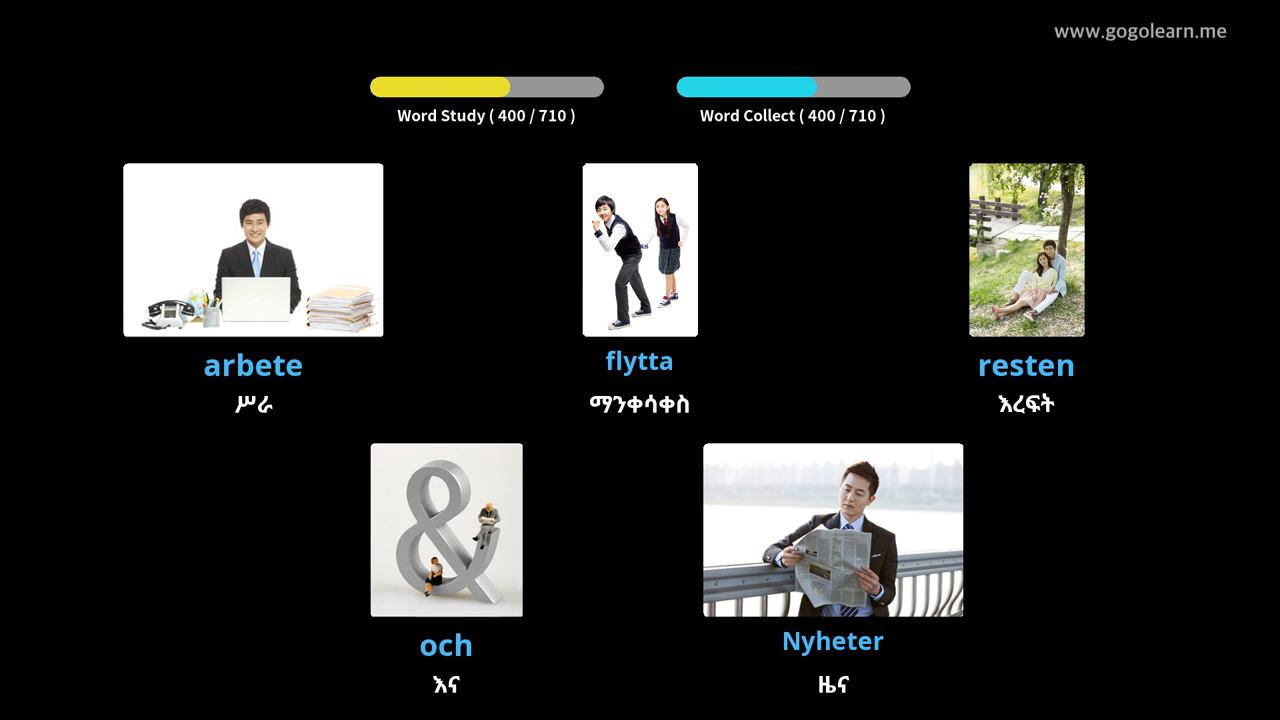 www.gogolearn.me
Word Study ( 400 / 710 )
Word Collect ( 400 / 710 )
arbete
ሥራ
flytta
ማንቀሳቀስ
resten
እረፍት
och
እና
Nyheter
ዜና